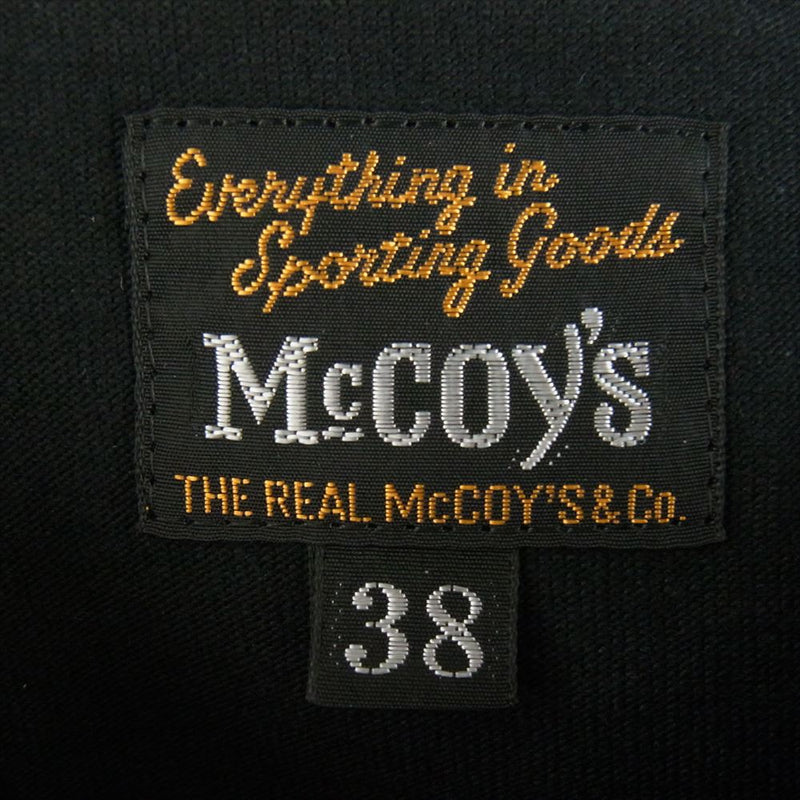 Everything in
Sporting Goods
McCOY'S
THE REAL McCOY'S & Co.
38